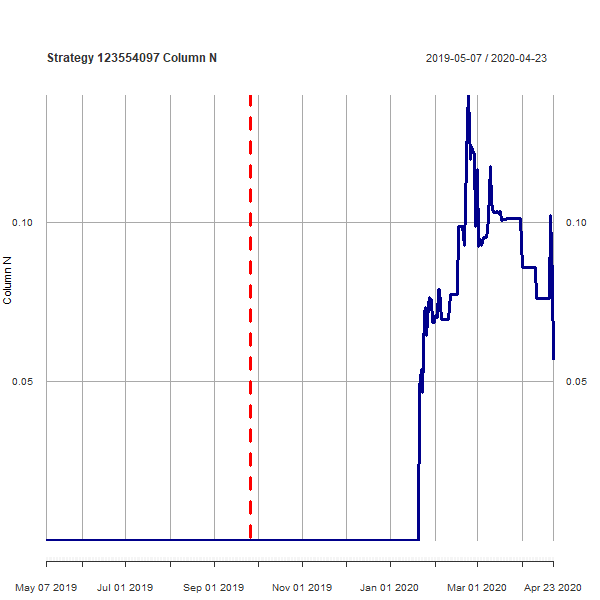 Strategy 123554097 Column N
2019-05-07 / 2020-04-23
0.10
0.10
Column N
0.05
0.05
May 07 2019
Jul 01 2019
Sep 01 2019
Nov 01 2019
Jan 01 2020
Mar 01 2020
Apr 23 2020